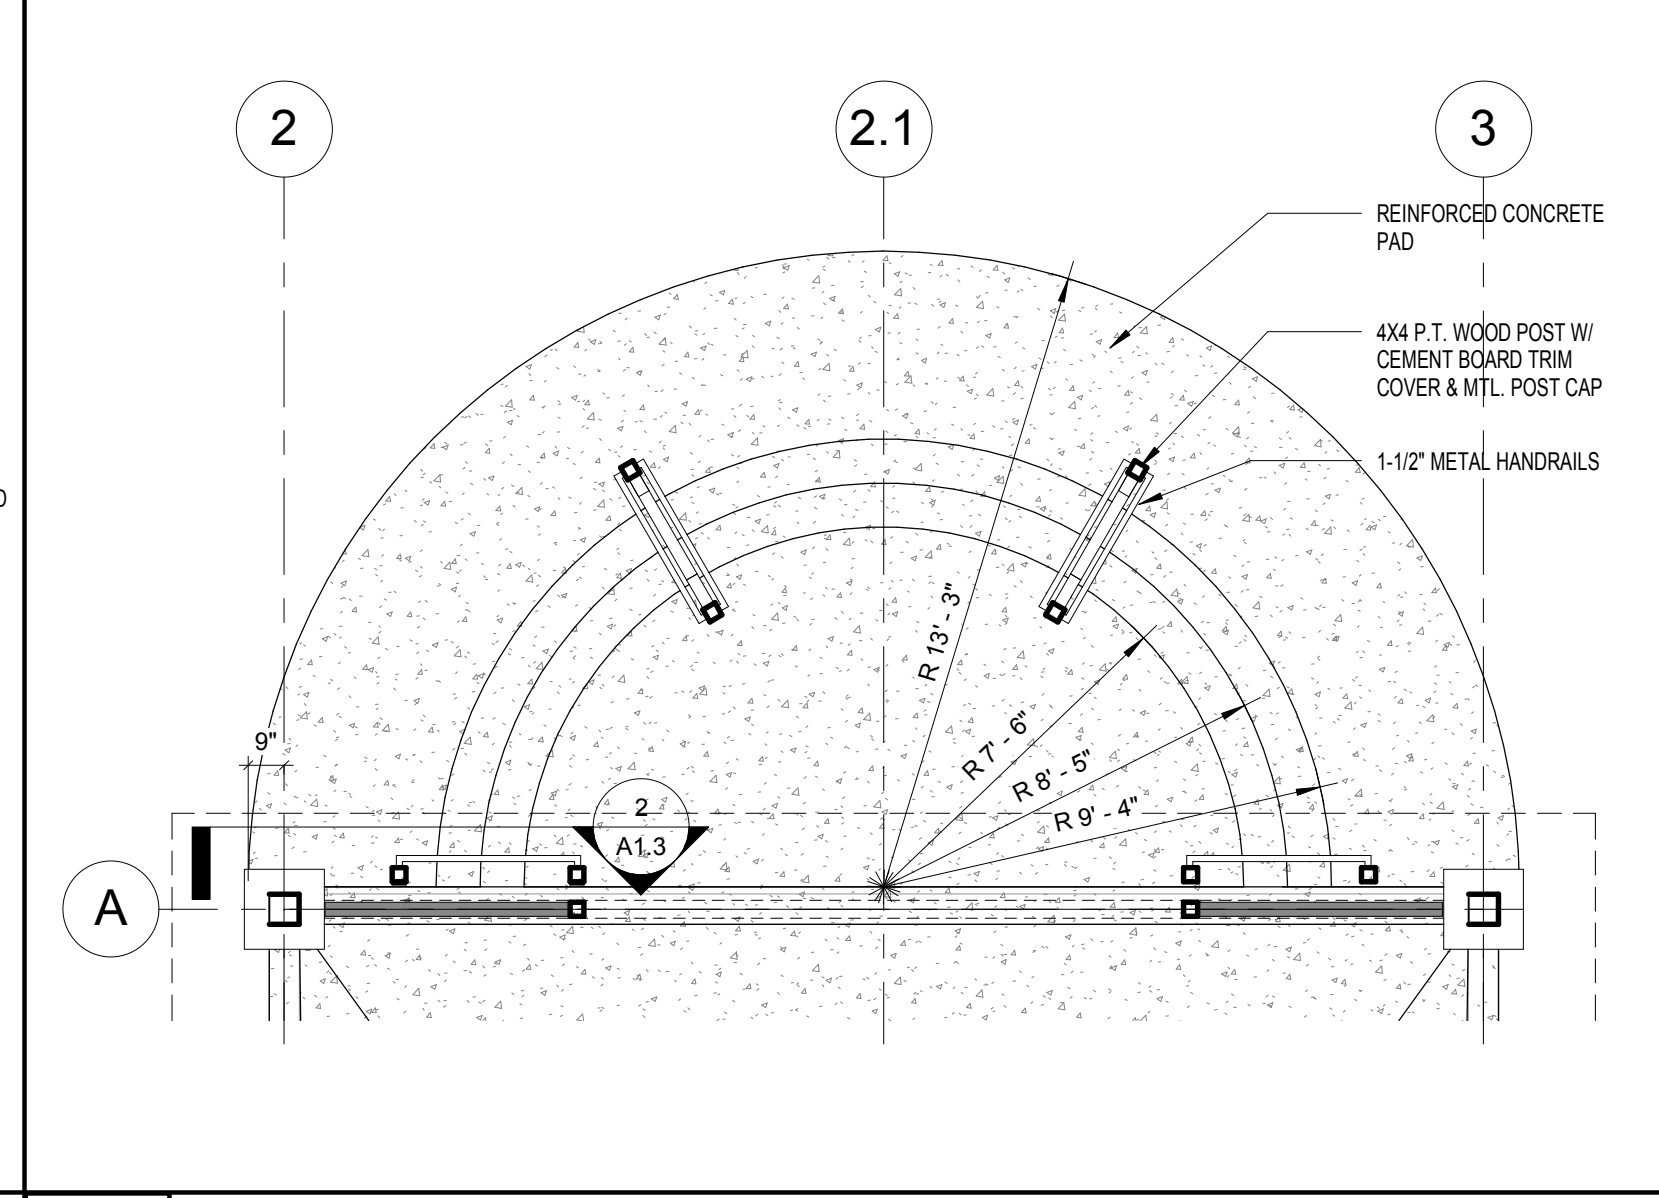 2
2.1
3
REINFORCED CONCRETE
PAD
4X4 P.T. WOOD POST W/
CEMENT BOARD TRIM
COVER & MTL. POST CAP
1-1/2" METAL HANDRAILS
R 13' - 3"
R 7' - 6"
R 8' - 5"
R 9' - 4"
9"
2
A1.3
A